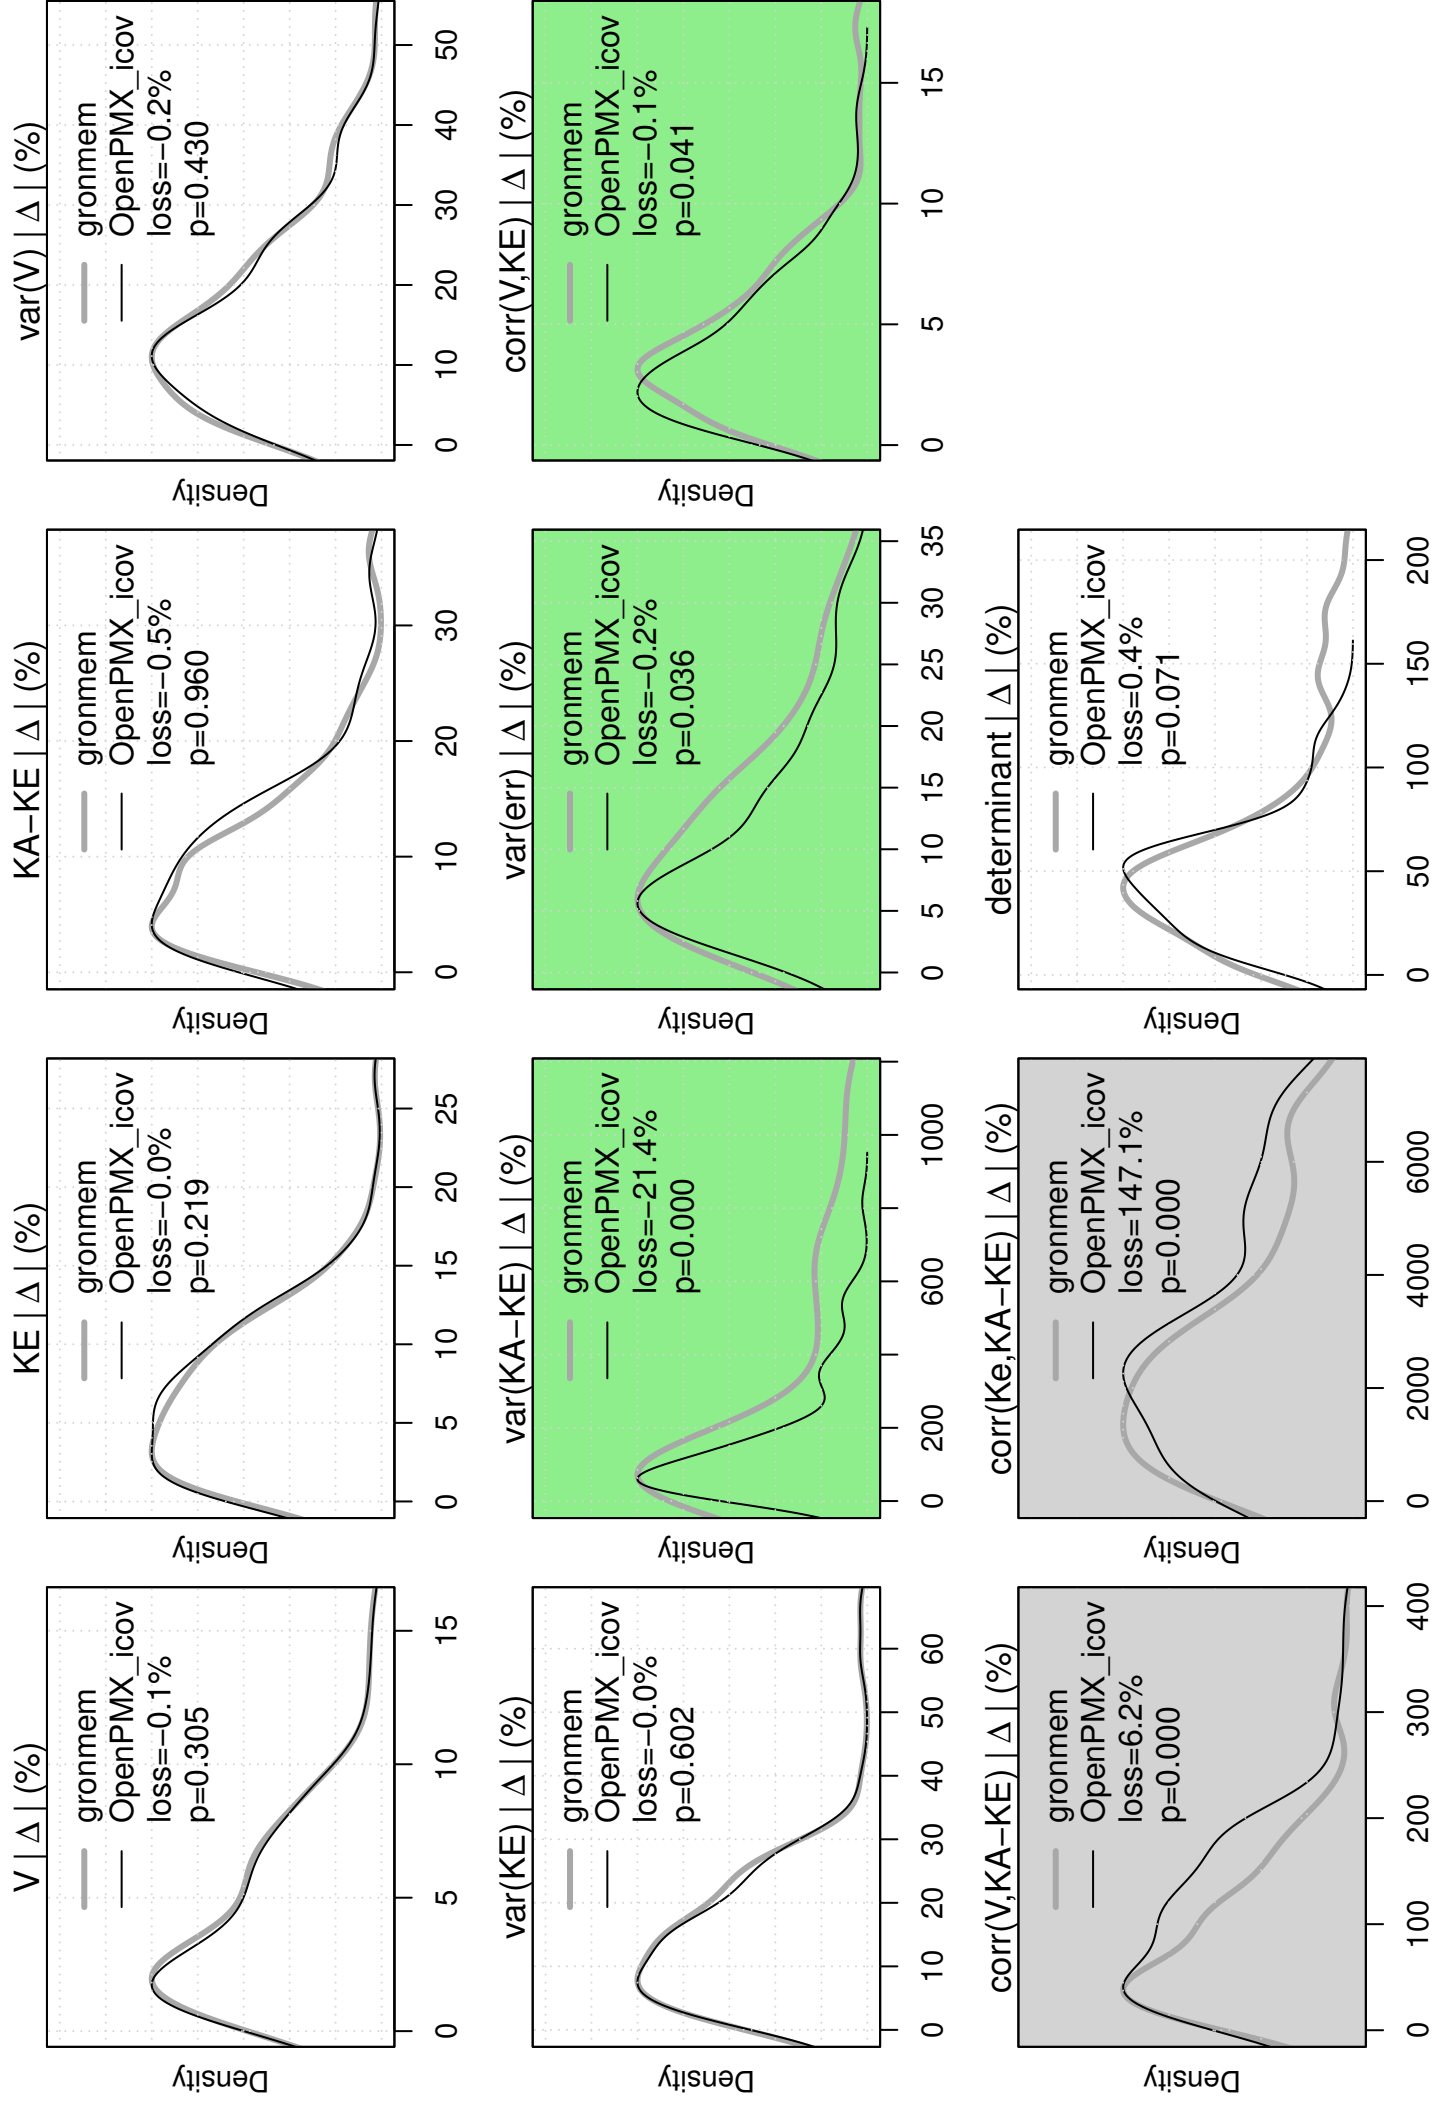 V | Δ | (%)
gronmem
OpenPMX_icov
loss=−0.1%
p=0.305
Density
0 5 10 15
KE | Δ | (%)
gronmem
OpenPMX_icov
loss=−0.0%
p=0.219
Density
0 5 10 15 20 25
KA−KE | Δ | (%)
gronmem
OpenPMX_icov
loss=−0.5%
p=0.960
Density
0 10 20 30
var(V) | Δ | (%)
gronmem
OpenPMX_icov
loss=−0.2%
p=0.430
Density
0 10 20 30 40 50
var(KE) | Δ | (%)
gronmem
OpenPMX_icov
loss=−0.0%
p=0.602
Density
0 10 20 30 40 50 60
var(KA−KE) | Δ | (%)
gronmem
OpenPMX_icov
loss=−21.4%
p=0.000
Density
0 200 600 1000
var(err) | Δ | (%)
gronmem
OpenPMX_icov
loss=−0.2%
p=0.036
Density
0 5 10 15 20 25 30 35
corr(V,KE) | Δ | (%)
gronmem
OpenPMX_icov
loss=−0.1%
p=0.041
Density
0 5 10 15
corr(V,KA−KE) | Δ | (%)
gronmem
OpenPMX_icov
loss=6.2%
p=0.000
Density
0 100 200 300 400
corr(Ke,KA−KE) | Δ | (%)
gronmem
OpenPMX_icov
loss=147.1%
p=0.000
Density
0 2000 4000 6000
determinant | Δ | (%)
gronmem
OpenPMX_icov
loss=0.4%
p=0.071
Density
0 50 100 150 200